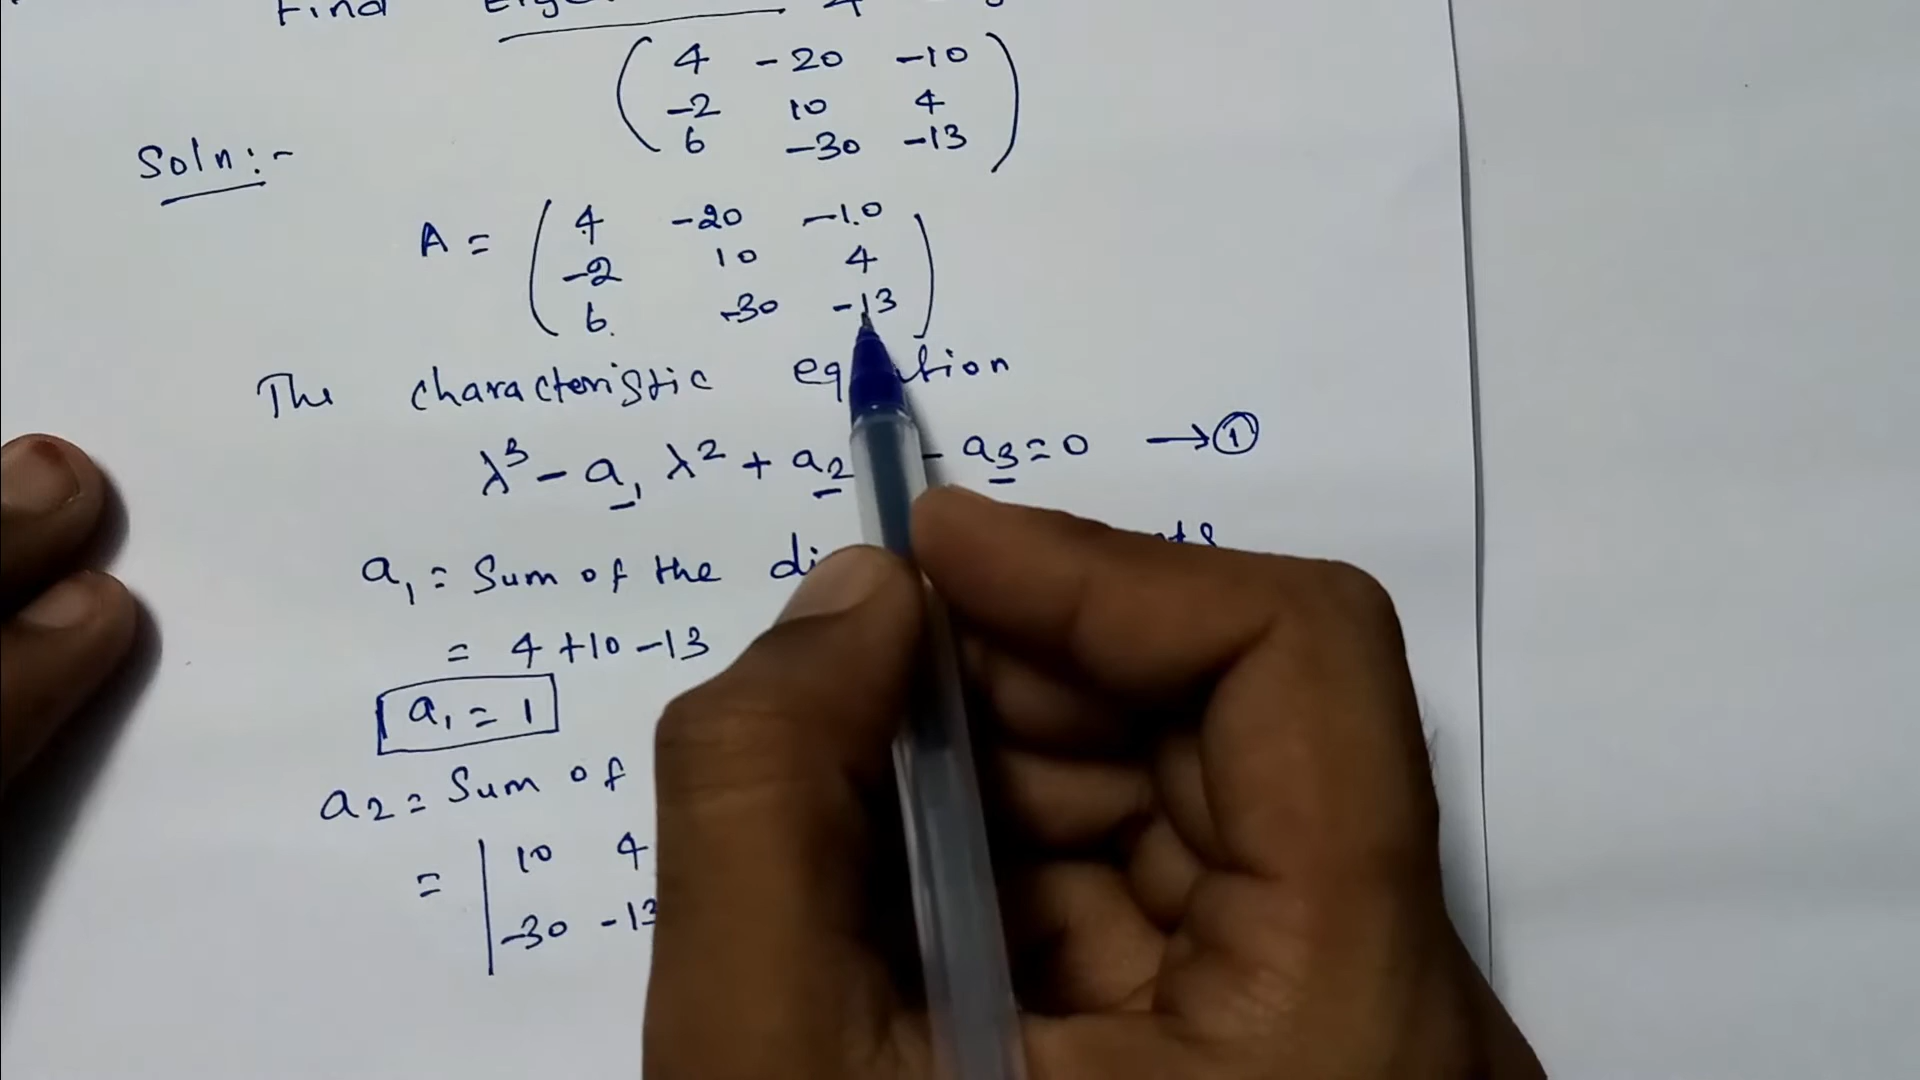 Find
4 -20 -10
-2 10 4
6 -30 -13
Soln:-
A = 4 -20 -10
-2 10 4
6 -30 -13
The characteristic
λ³ - a₁ λ² + a₂ - a₃ = 0 → ①
a₁ = Sum of the
= 4 + 10 - 13
a₁ = 1
a₂ = Sum of
= 10 4
-30 -13